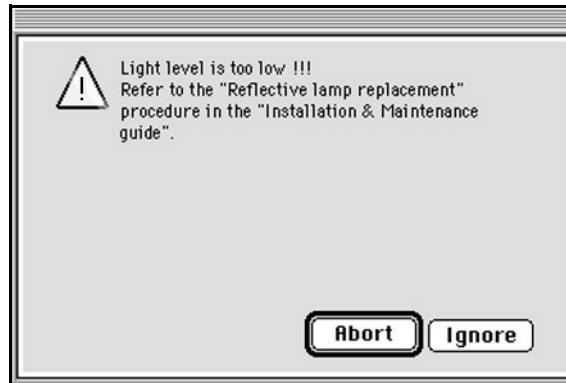 Light level is too low !!!
Refer to the "Reflective lamp replacement"
procedure in the "Installation & Maintenance
guide".
Abort
Ignore